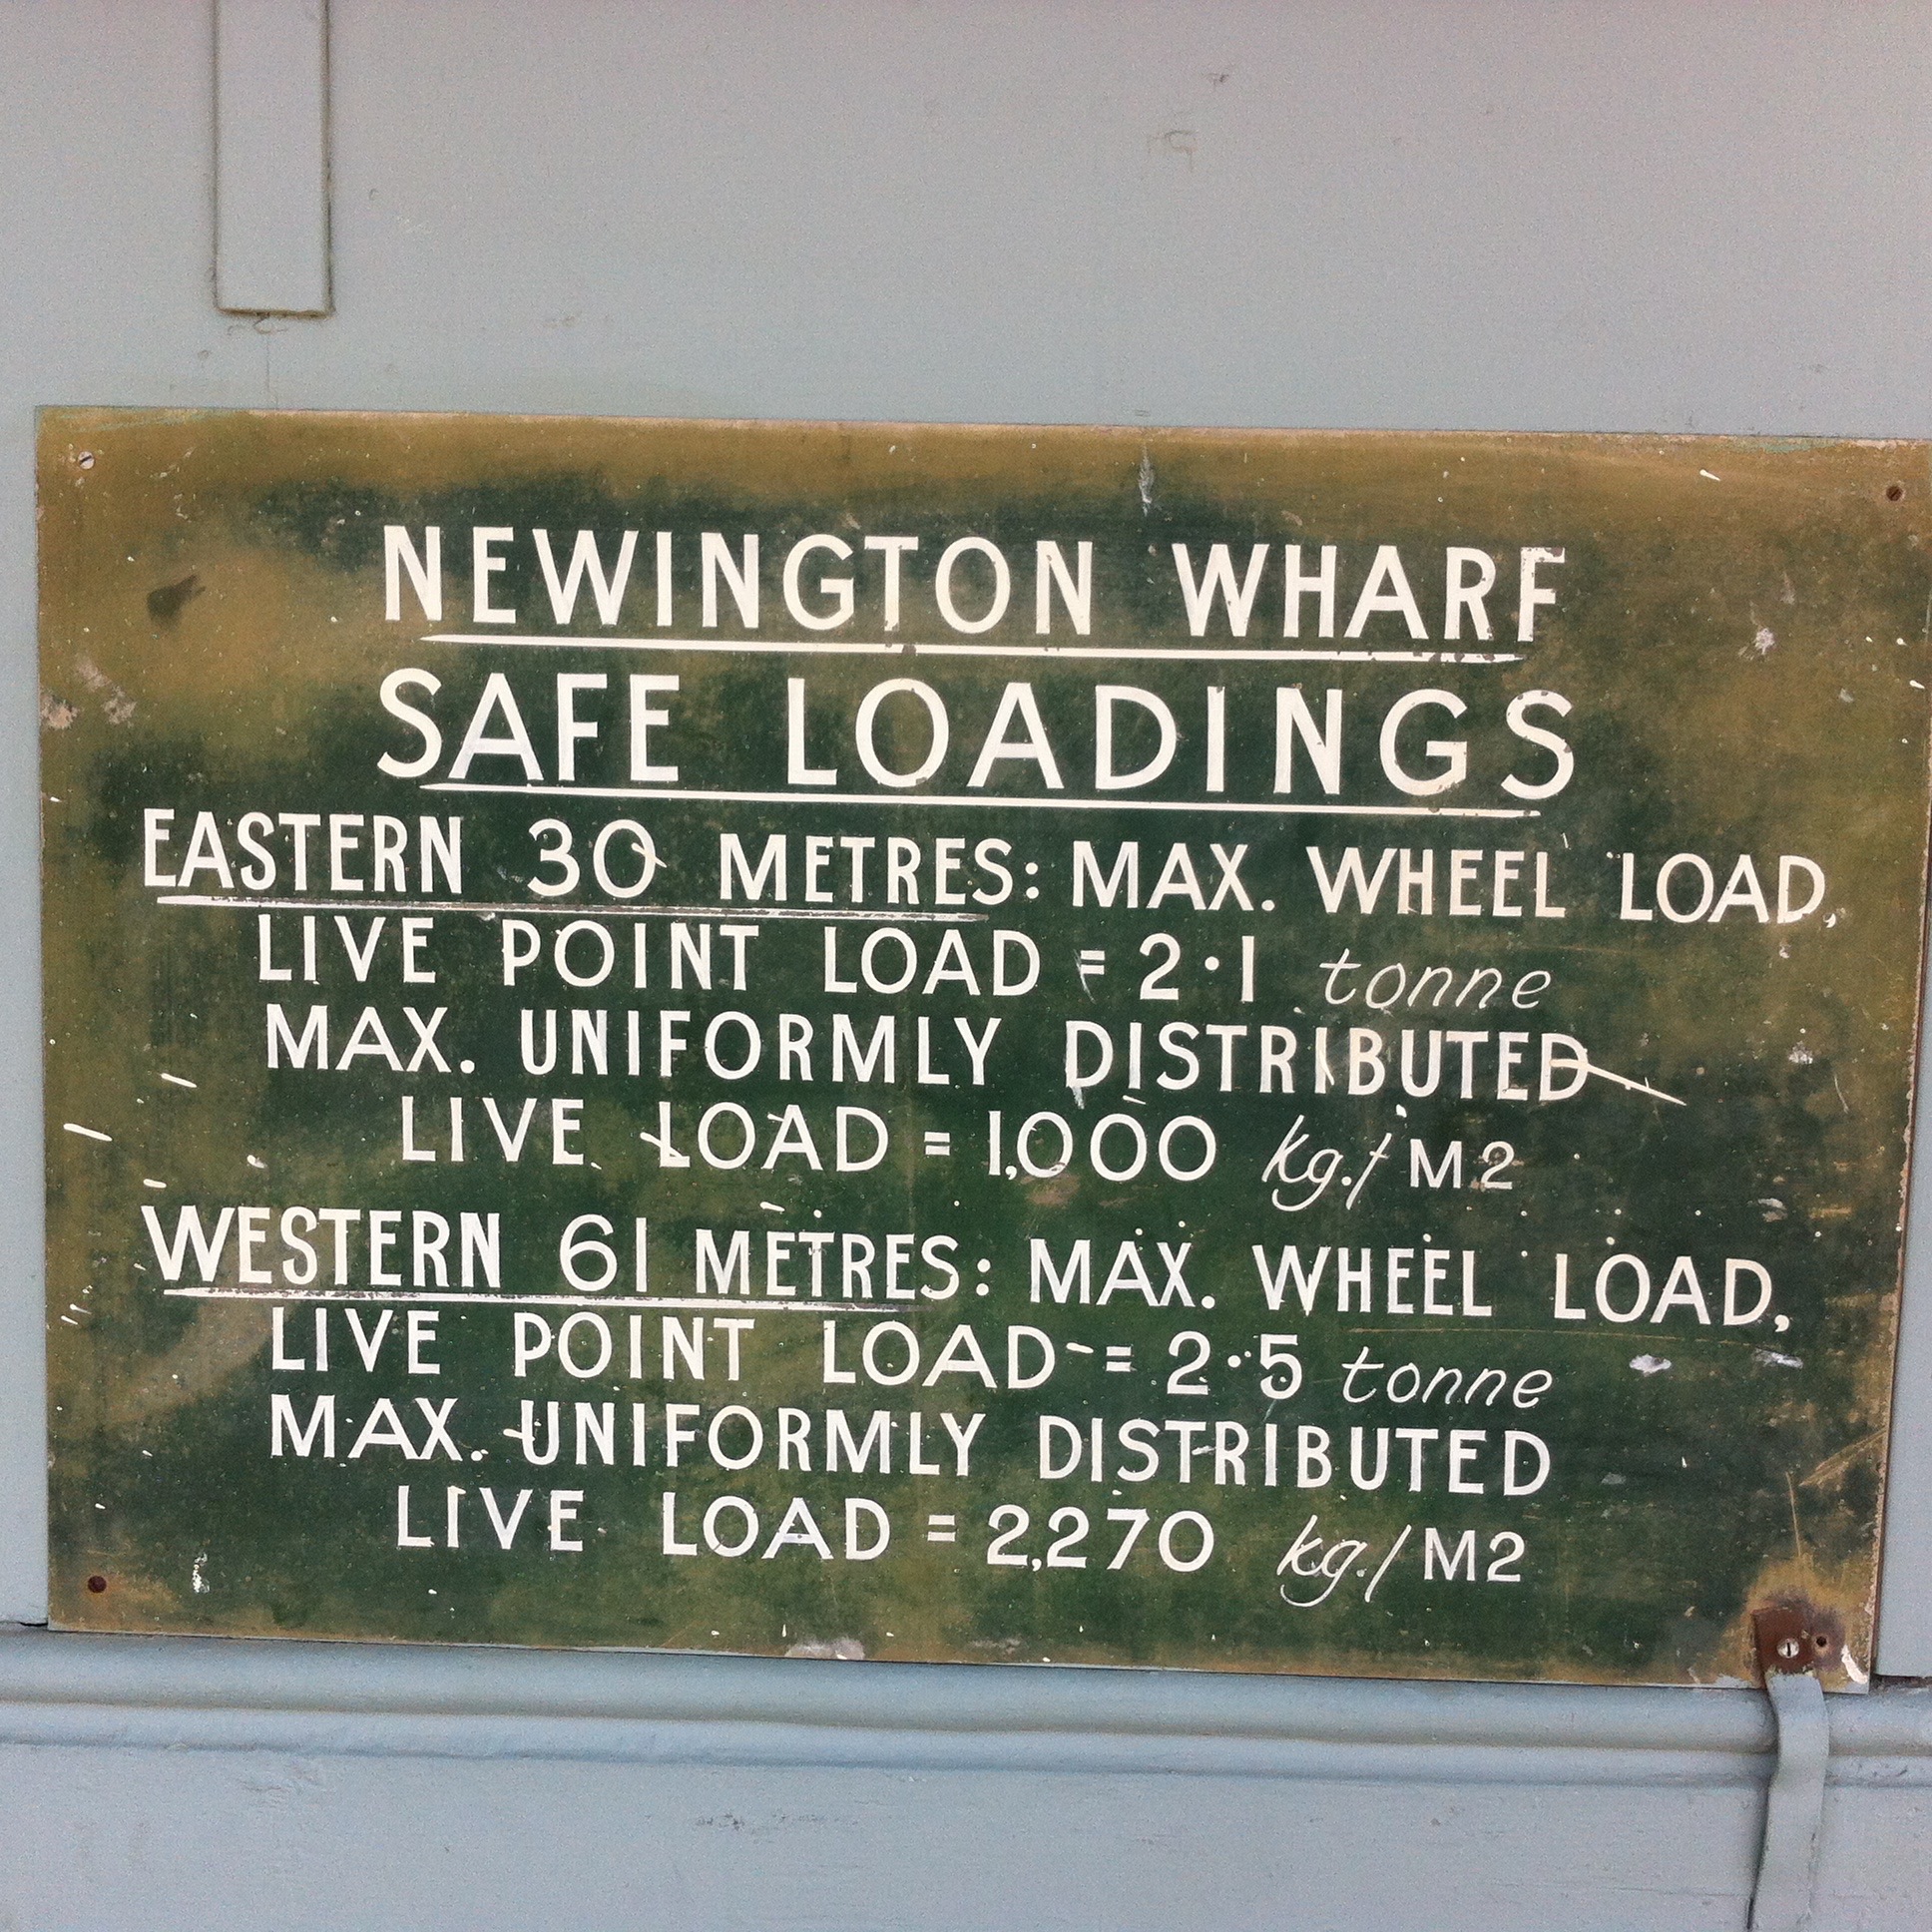 NEWINGTON WHARF
SAFE LOADINGS
EASTERN 30 METRES: MAX. WHEEL LOAD,
LIVE POINT LOAD = 2·1 tonne
MAX. UNIFORMLY DISTRIBUTED
LIVE LOAD = 1,000 kg./M2
WESTERN 61 METRES: MAX. WHEEL LOAD,
LIVE POINT LOAD = 2·5 tonne
MAX. UNIFORMLY DISTRIBUTED
LIVE LOAD = 2,270 kg./M2